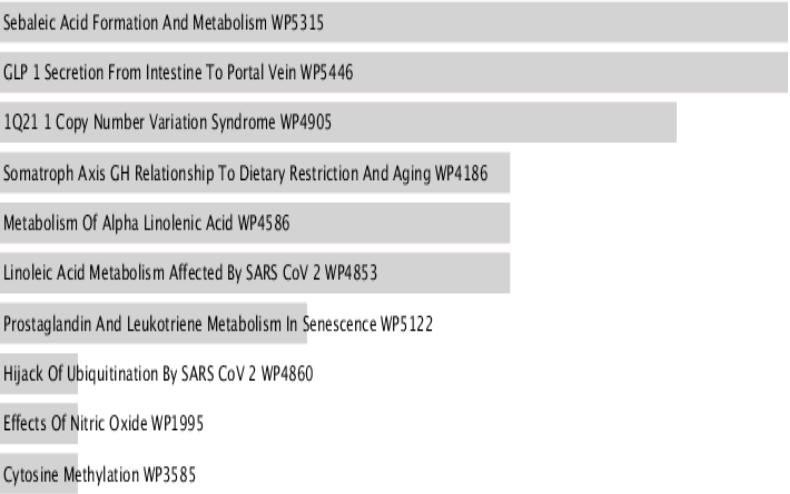 Sebaleic Acid Formation And Metabolism WP5315
GLP 1 Secretion From Intestine To Portal Vein WP5446
1Q21 1 Copy Number Variation Syndrome WP4905
Somatroph Axis GH Relationship To Dietary Restriction And Aging WP4186
Metabolism Of Alpha Linolenic Acid WP4586
Linoleic Acid Metabolism Affected By SARS CoV 2 WP4853
Prostaglandin And Leukotriene Metabolism In Senescence WP5122
Hijack Of Ubiquitination By SARS CoV 2 WP4860
Effects Of Nitric Oxide WP1995
Cytosine Methylation WP3585